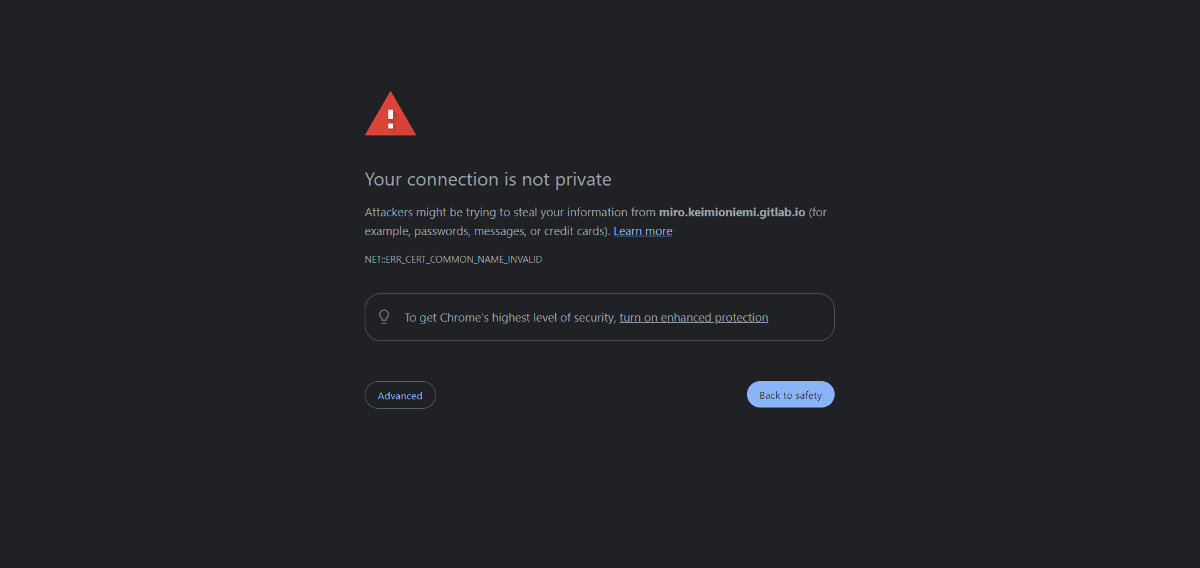 Your connection is not private
Attackers might be trying to steal your information from miro.keimioniemi.gitlab.io (for
example, passwords, messages, or credit cards). Learn more
NET::ERR_CERT_COMMON_NAME_INVALID
To get Chrome's highest level of security, turn on enhanced protection
Advanced
Back to safety